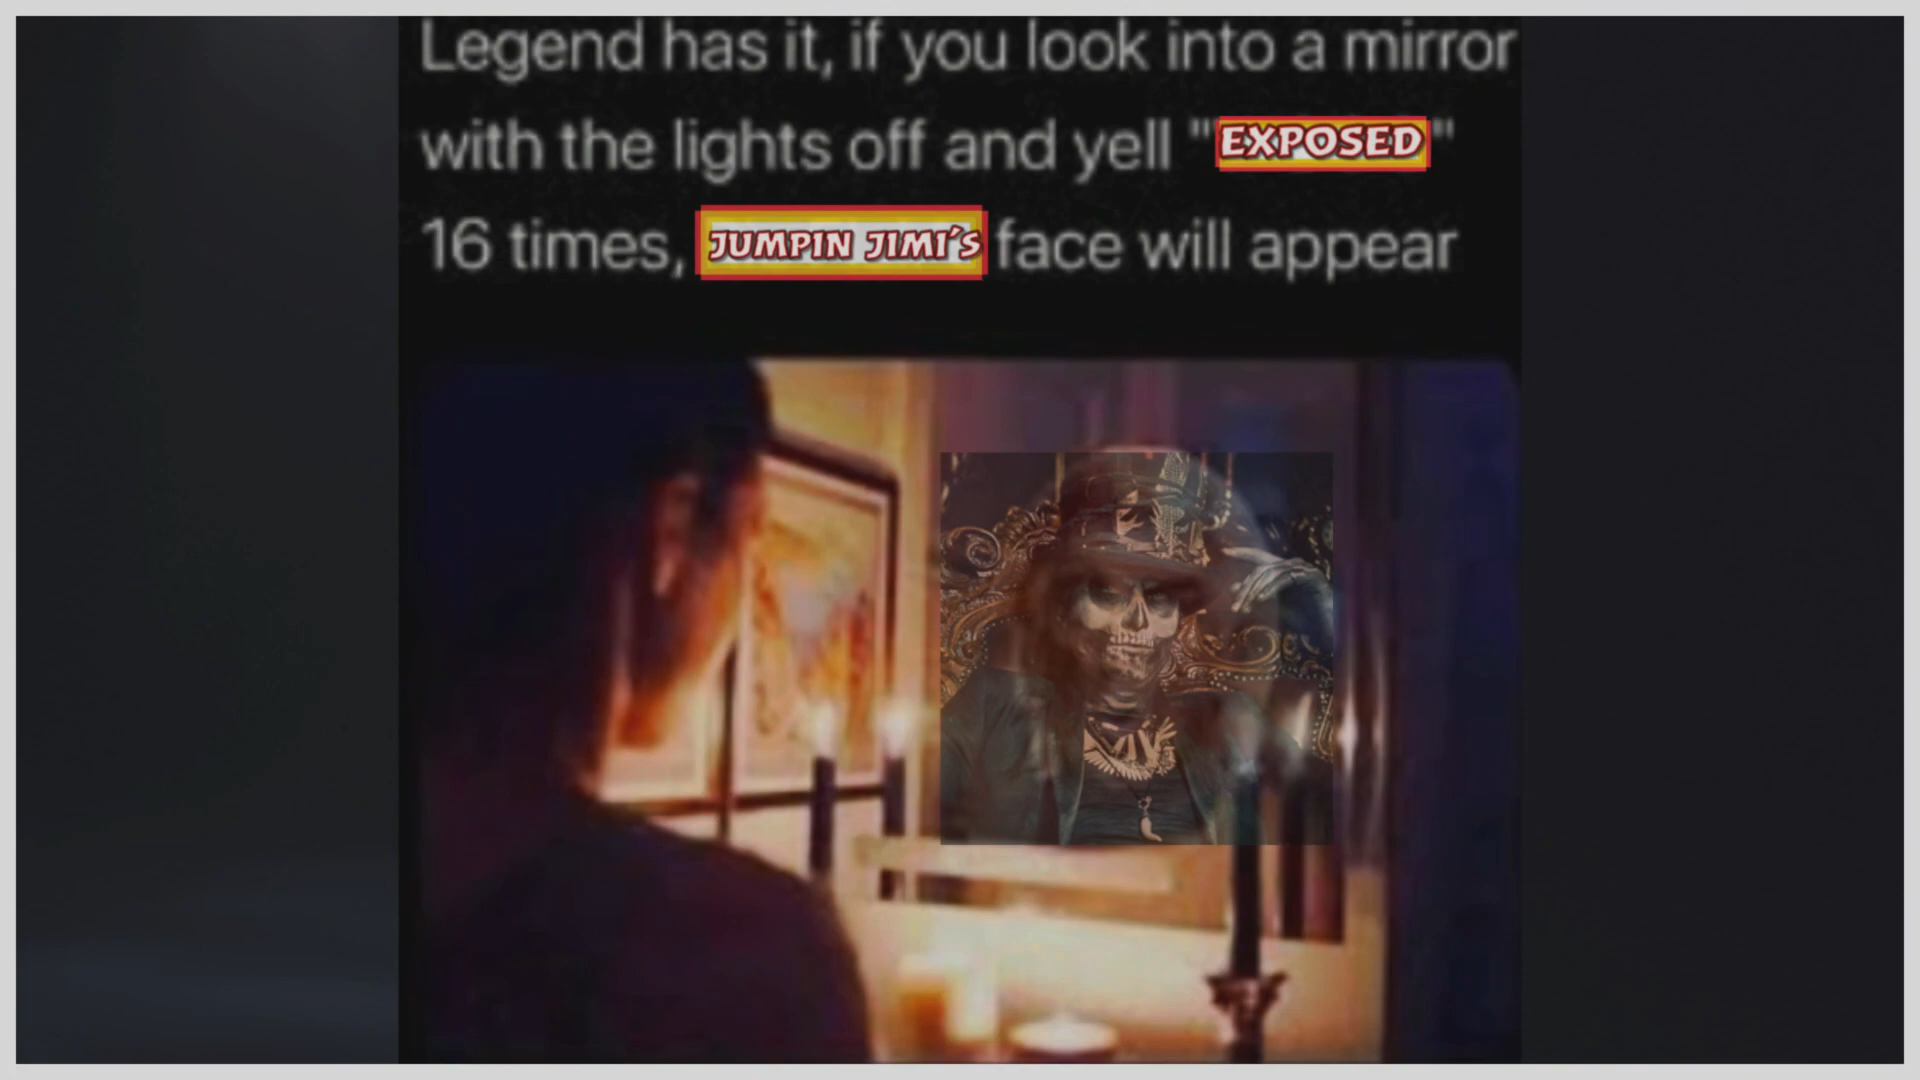 Legend has it, if you look into a mirror
with the lights off and yell "EXPOSED"
16 times, JUMPIN JIMI's face will appear